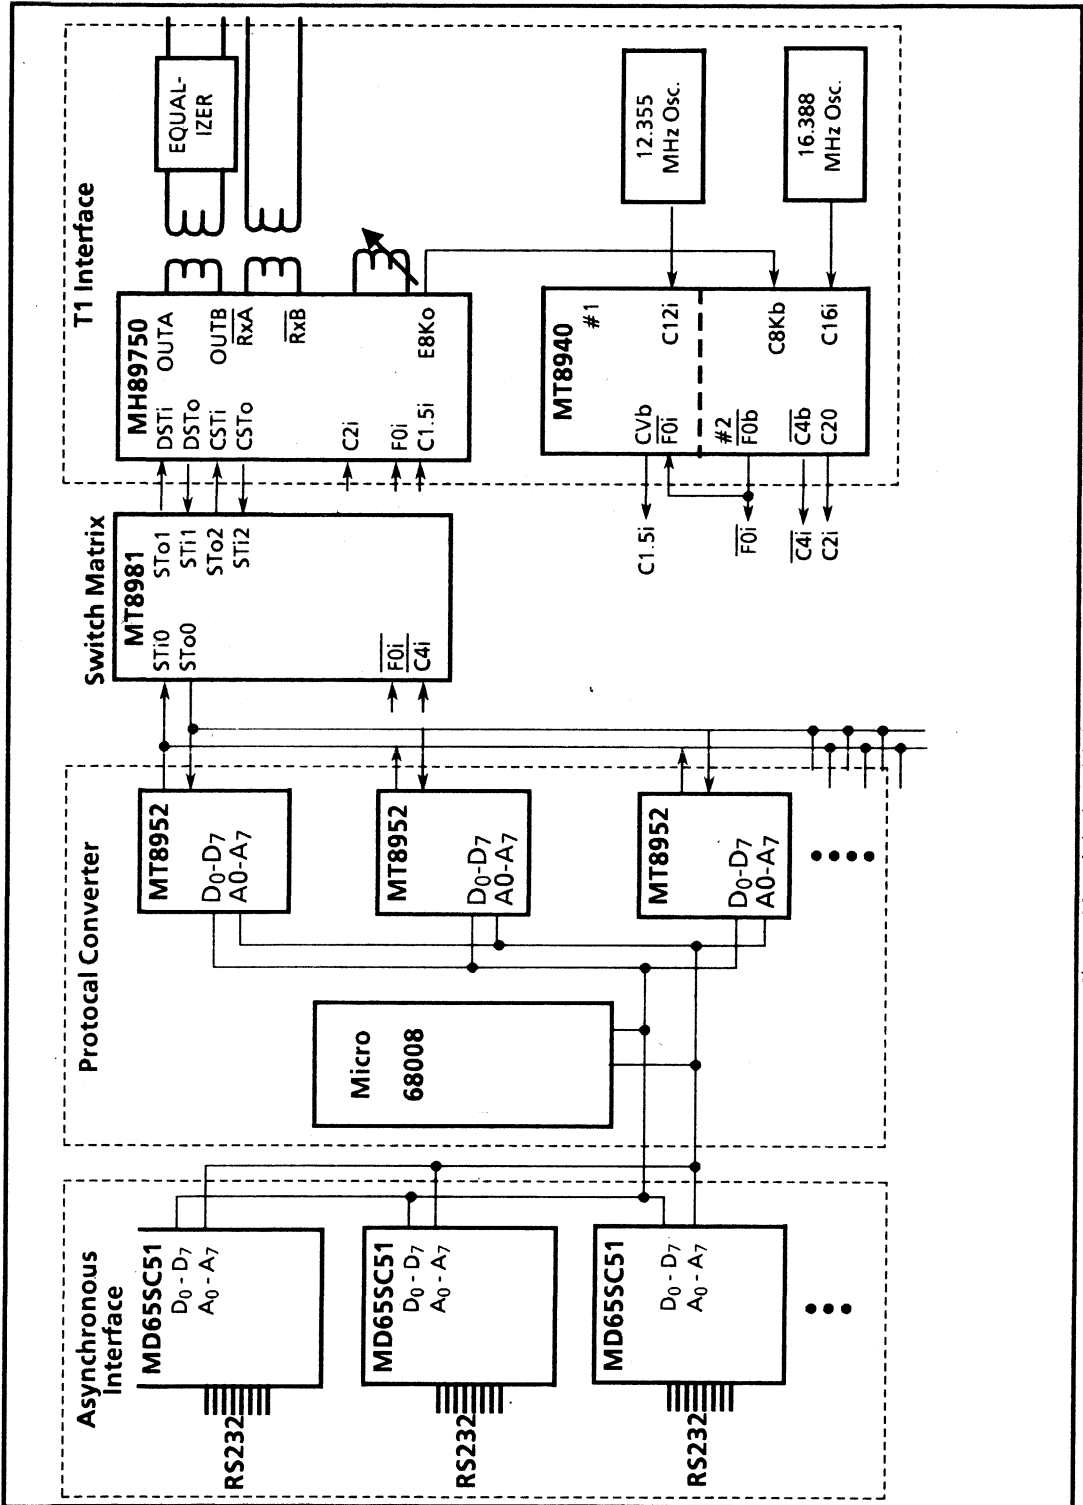 Asynchronous
Interface
MD65SC51
D0 - D7
A0 - A7
RS232
MD65SC51
D0 - D7
A0 - A7
RS232
MD65SC51
D0 - D7
A0 - A7
RS232
Protocal Converter
Micro
68008
MT8952
D0-D7
A0-A7
MT8952
D0-D7
A0-A7
MT8952
D0-D7
A0-A7
Switch Matrix
MT8981
STi0
STo0
STo1
STi1
STo2
STi2
F0i
C4i
T1 Interface
MH89750
DSTi
DSTo
CSTi
CSTo
C2i
F0i
C1.5i
OUTA
OUTB
RxA
RxB
E8Ko
EQUAL-
IZER
MT8940
#1
CVb
F0i
C12i
#2
F0b
C4b
C20
C8Kb
C16i
C1.5i
F0i
C4i
C2i
12.355
MHz Osc.
16.388
MHz Osc.